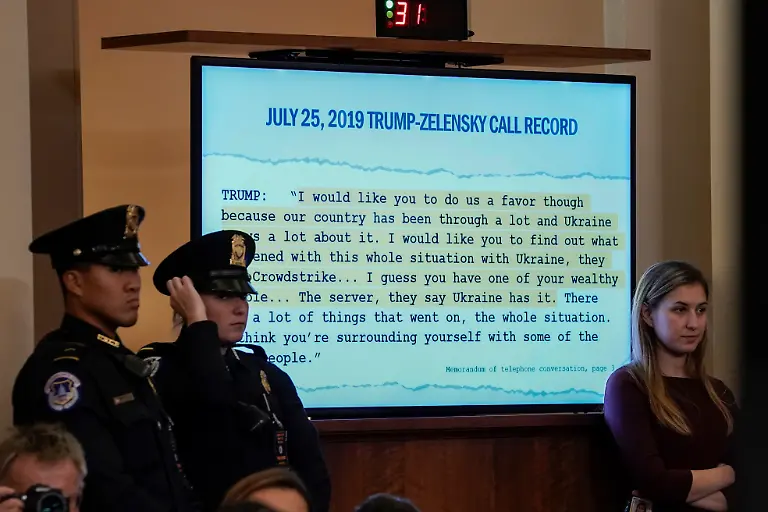 31
JULY 25, 2019 TRUMP-ZELENSKY CALL RECORD
TRUMP: "I would like you to do us a favor though
because our country has been through a lot and Ukraine
s a lot about it. I would like you to find out what
ened with this whole situation with Ukraine, they
Crowdstrike... I guess you have one of your wealthy
le... The server, they say Ukraine has it. There
a lot of things that went on, the whole situation.
hink you're surrounding yourself with some of the
eople."
Memorandum of telephone conversation, page